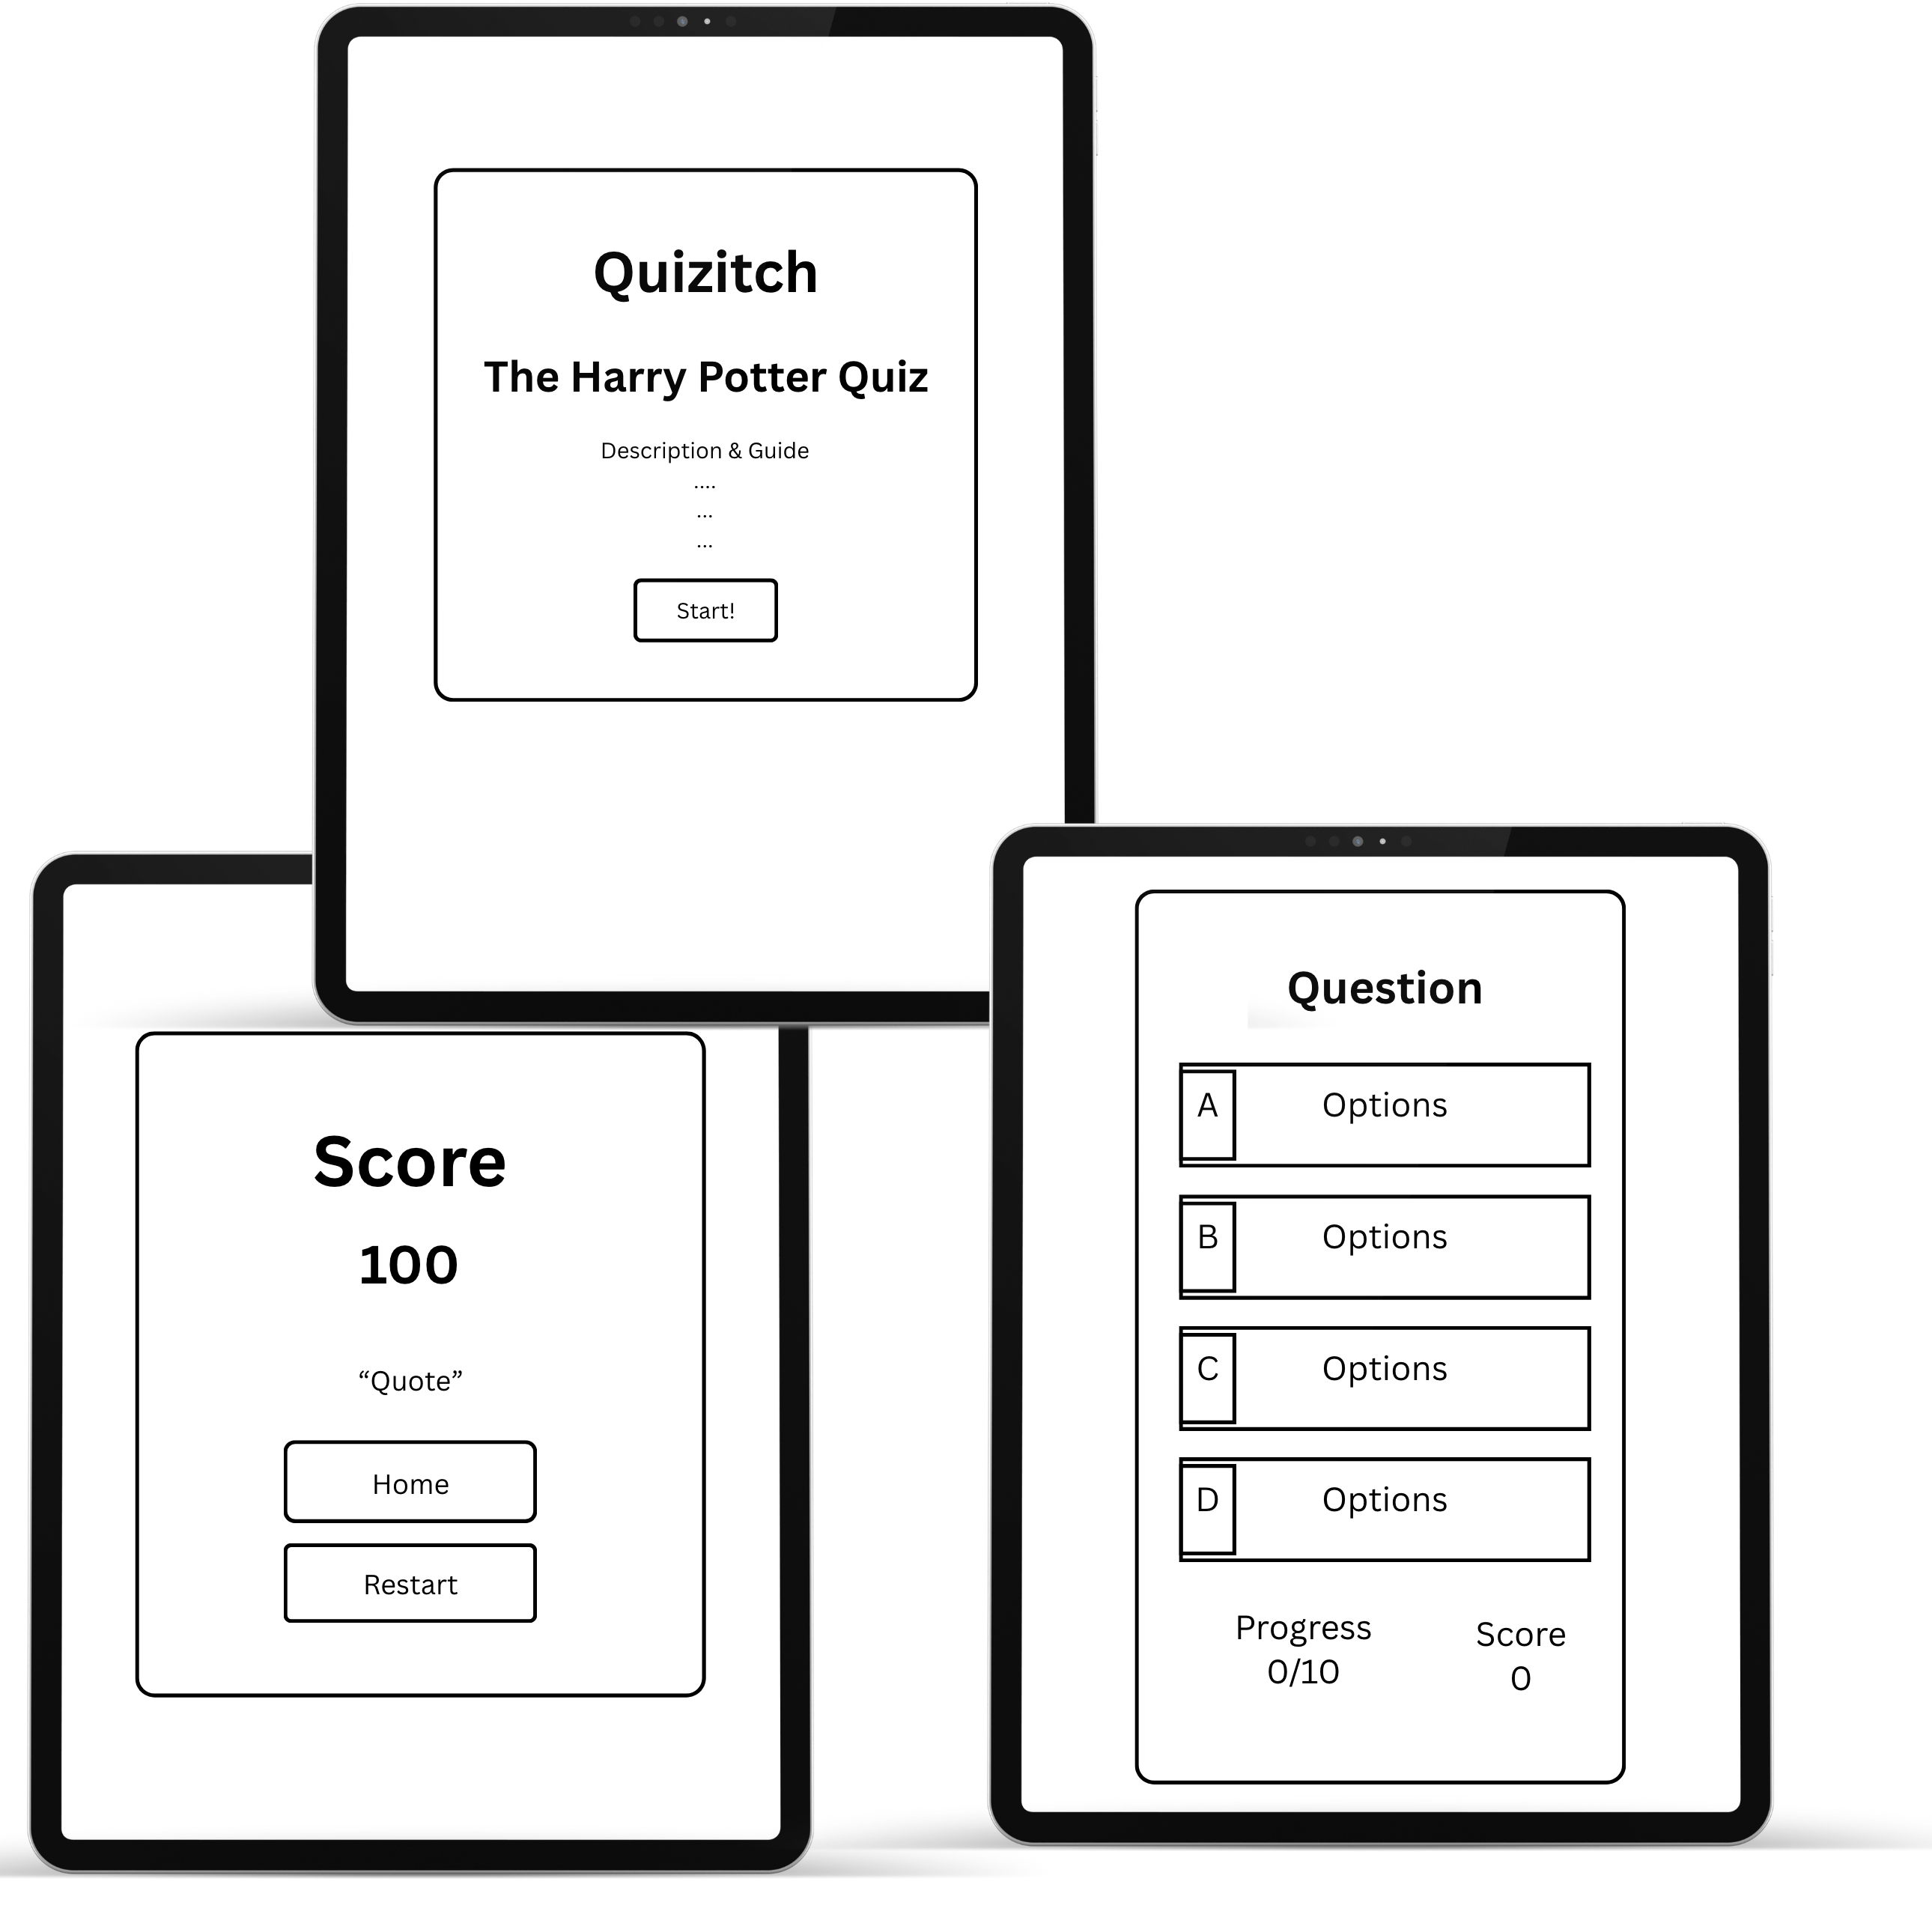 Quizitch
The Harry Potter Quiz
Description & Guide
....
...
...
Start!
Score
100
“Quote”
Home
Restart
Question
A Options
B Options
C Options
D Options
Progress
0/10
Score
0